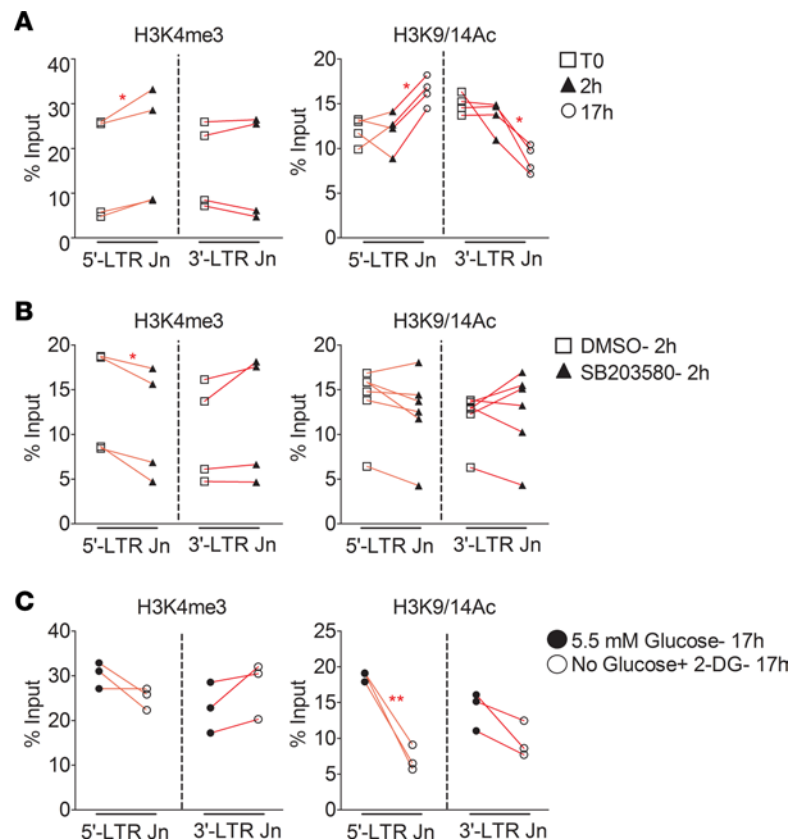 A
H3K4me3
H3K9/14Ac
T0
2h
17h
% Input
40
30
20
10
0
*
5'-LTR Jn
3'-LTR Jn
% Input
20
15
10
5
0
*
*
5'-LTR Jn
3'-LTR Jn
B
H3K4me3
H3K9/14Ac
DMSO- 2h
SB203580- 2h
% Input
20
15
10
5
0
*
5'-LTR Jn
3'-LTR Jn
% Input
20
15
10
5
0
5'-LTR Jn
3'-LTR Jn
C
H3K4me3
H3K9/14Ac
5.5 mM Glucose- 17h
No Glucose+ 2-DG- 17h
% Input
40
30
20
10
0
5'-LTR Jn
3'-LTR Jn
% Input
25
20
15
10
5
0
**
5'-LTR Jn
3'-LTR Jn